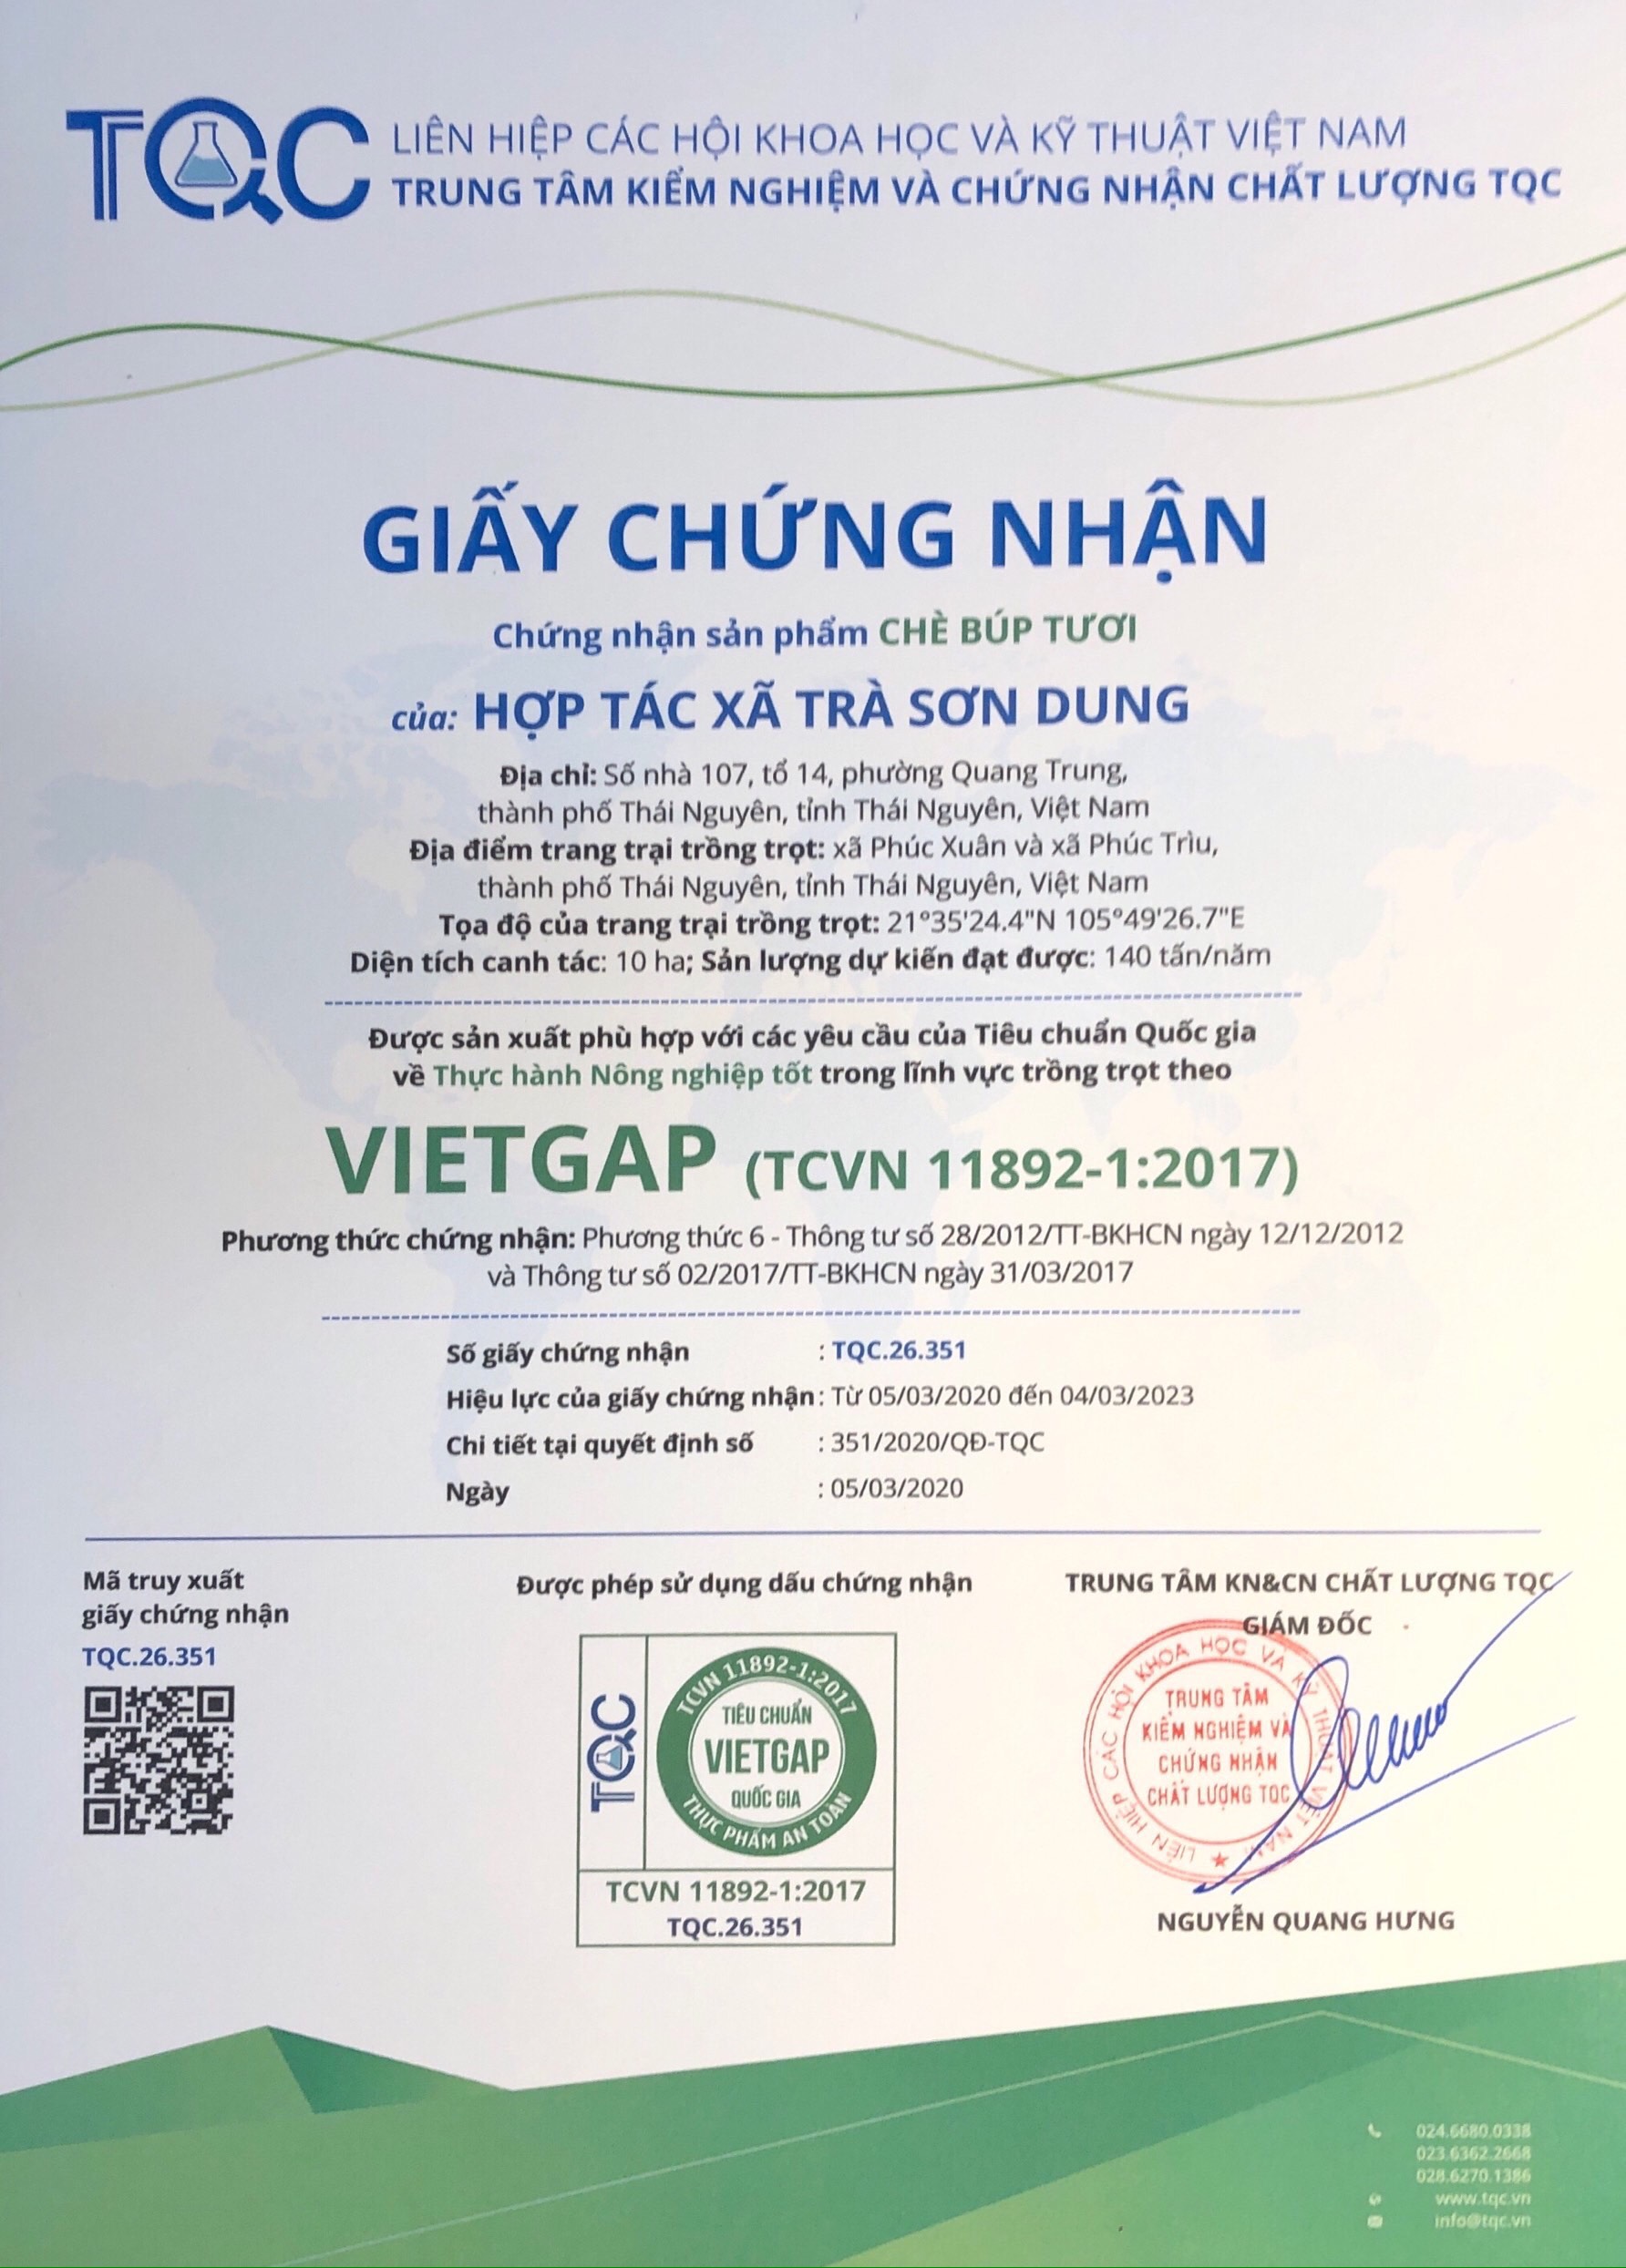 TQC
LIÊN HIỆP CÁC HỘI KHOA HỌC VÀ KỸ THUẬT VIỆT NAM
TRUNG TÂM KIỂM NGHIỆM VÀ CHỨNG NHẬN CHẤT LƯỢNG TQC
GIẤY CHỨNG NHẬN
Chứng nhận sản phẩm CHÈ BÚP TƯƠI
của: HỢP TÁC XÃ TRÀ SƠN DUNG
Địa chỉ: Số nhà 107, tổ 14, phường Quang Trung,
thành phố Thái Nguyên, tỉnh Thái Nguyên, Việt Nam
Địa điểm trang trại trồng trọt: xã Phúc Xuân và xã Phúc Trìu,
thành phố Thái Nguyên, tỉnh Thái Nguyên, Việt Nam
Tọa độ của trang trại trồng trọt: 21°35'24.4"N 105°49'26.7"E
Diện tích canh tác: 10 ha; Sản lượng dự kiến đạt được: 140 tấn/năm
Được sản xuất phù hợp với các yêu cầu của Tiêu chuẩn Quốc gia
về Thực hành Nông nghiệp tốt trong lĩnh vực trồng trọt theo
VIETGAP (TCVN 11892-1:2017)
Phương thức chứng nhận: Phương thức 6 - Thông tư số 28/2012/TT-BKHCN ngày 12/12/2012
và Thông tư số 02/2017/TT-BKHCN ngày 31/03/2017
Số giấy chứng nhận : TQC.26.351
Hiệu lực của giấy chứng nhận : Từ 05/03/2020 đến 04/03/2023
Chi tiết tại quyết định số : 351/2020/QĐ-TQC
Ngày : 05/03/2020
Mã truy xuất
giấy chứng nhận
TQC.26.351
Được phép sử dụng dấu chứng nhận
TQC
TCVN 11892-1:2017
TIÊU CHUẨN
VIETGAP
QUỐC GIA
THỰC PHẨM AN TOÀN
TCVN 11892-1:2017
TQC.26.351
TRUNG TÂM KN&CN CHẤT LƯỢNG TQC
GIÁM ĐỐC
LIÊN HIỆP CÁC HỘI KHOA HỌC VÀ KỸ THUẬT VIỆT NAM
TRUNG TÂM
KIỂM NGHIỆM VÀ
CHỨNG NHẬN
CHẤT LƯỢNG TQC
NGUYỄN QUANG HƯNG
024.6680.0338
023.6362.2668
028.6270.1386
www.tqc.vn
info@tqc.vn